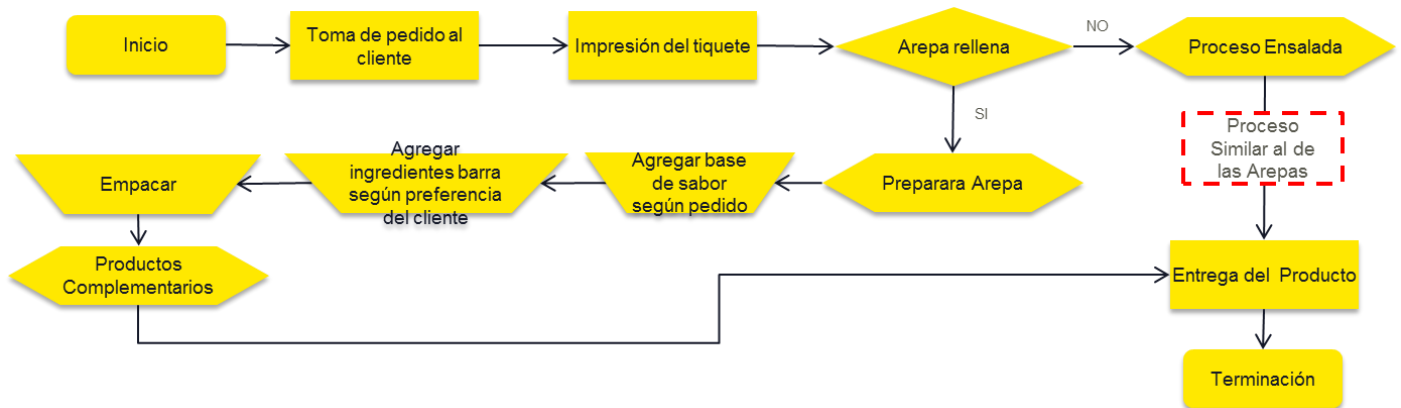 Inicio
Toma de pedido al
cliente
Impresión del tiquete
Arepa rellena
NO
Proceso Ensalada
SI
Proceso
Similar al de
las Arepas
Preparara Arepa
Agregar base
de sabor
según pedido
Agregar
ingredientes barra
según preferencia
del cliente
Empacar
Productos
Complementarios
Entrega del Producto
Terminación